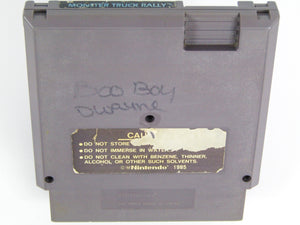 MONSTER TRUCK RALLY
Boo Boy
Dwayne
CAU
• DO NOT STORE
• DO NOT IMMERSE IN WATER
• DO NOT CLEAN WITH BENZENE, THINNER,
ALCOHOL OR OTHER SUCH SOLVENTS.
©Nintendo 1985